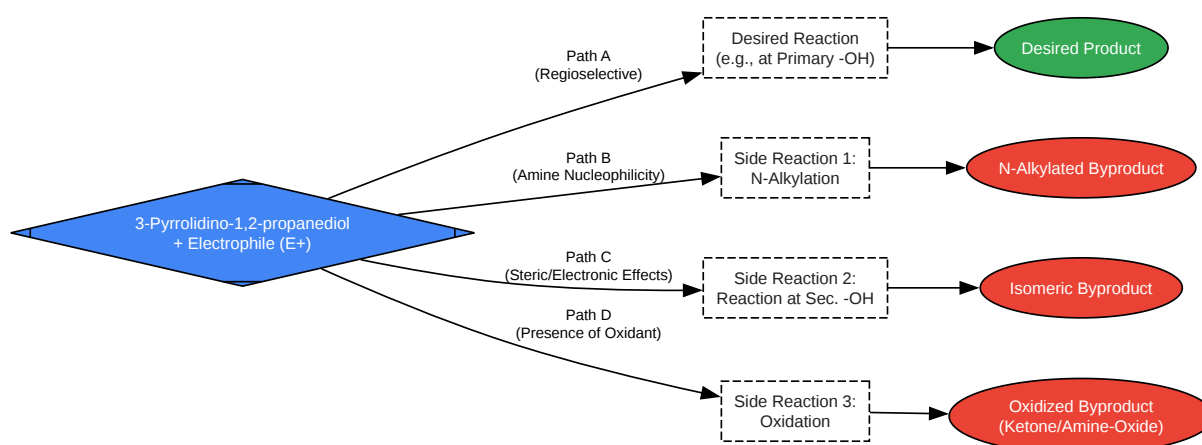 Desired Reaction
(e.g., at Primary -OH)
Desired Product
Path A
(Regioselective)
Path B
(Amine Nucleophilicity)
Side Reaction 1:
N-Alkylation
N-Alkylated Byproduct
3-Pyrrolidino-1,2-propanediol
+ Electrophile (E+)
Path C
(Steric/Electronic Effects)
Side Reaction 2:
Reaction at Sec. -OH
Isomeric Byproduct
Path D
(Presence of Oxidant)
Side Reaction 3:
Oxidation
Oxidized Byproduct
(Ketone/Amine-Oxide)